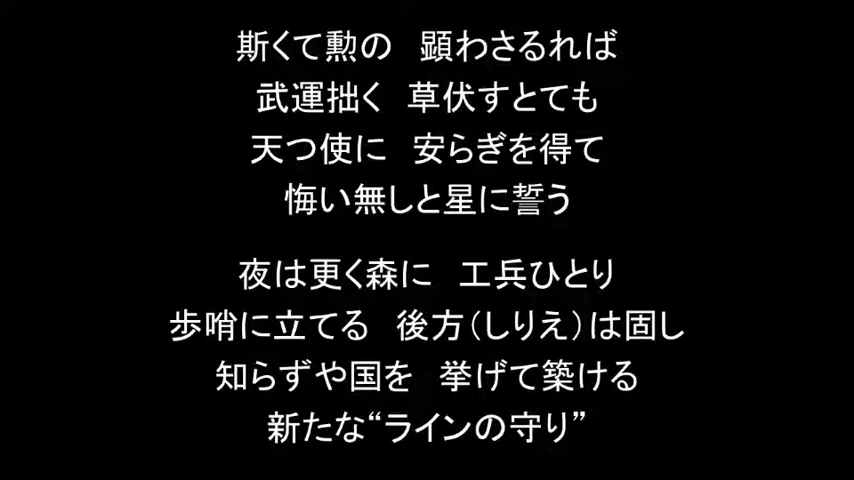 斯くて勲の　顕わさるれば
武運拙く　草伏すとても
天つ使に　安らぎを得て
悔い無しと星に誓う
夜は更く森に　工兵ひとり
歩哨に立てる　後方（しりえ）は固し
知らずや国を　挙げて築ける
新たな“ラインの守り”